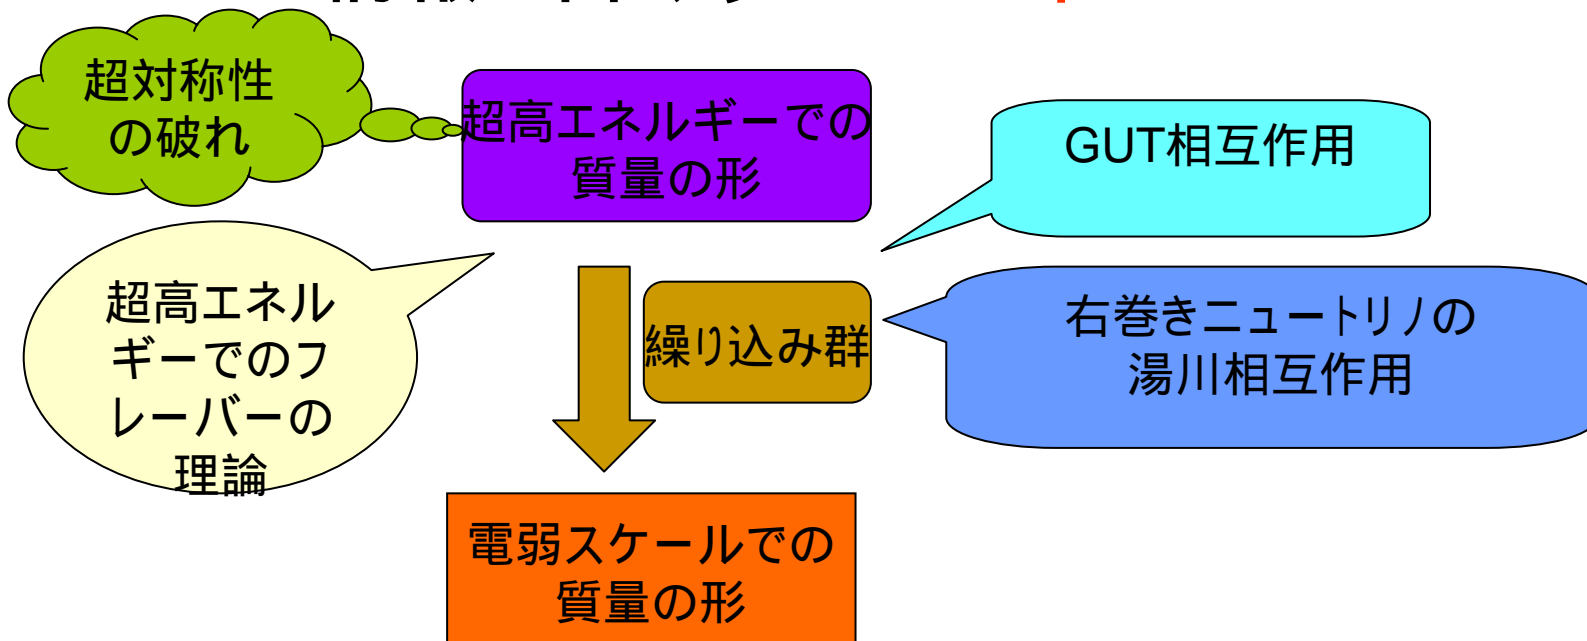 超対称性
の破れ
超高エネルギーでの
質量の形
GUT相互作用
超高エネル
ギーでのフ
レーバーの
理論
繰り込み群
右巻きニュートリノの
湯川相互作用
電弱スケールでの
質量の形